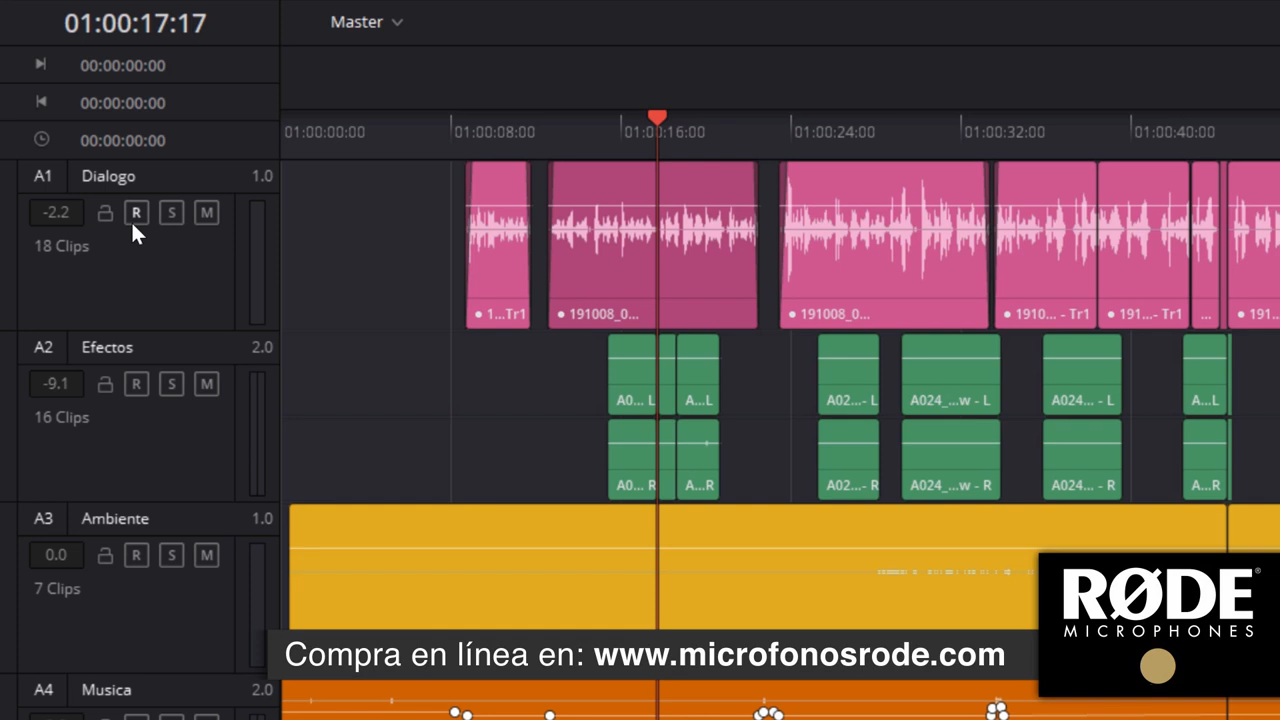 01:00:17:17
Master
00:00:00:00
00:00:00:00
00:00:00:00
01:00:00:00 01:00:08:00 01:00:16:00 01:00:24:00 01:00:32:00 01:00:40:00
A1 Dialogo 1.0
-2.2 R S M
18 Clips
1...Tr1 191008_0... 191008_0... 1910... - Tr1 191...- Tr1 ... 191...
A2 Efectos 2.0
-9.1 R S M
16 Clips
A0... L A...L A02...- L A024_...w - L A024... - L A...L
A0... R A...R A02...- R A024_...w - R A024... - R A...R
A3 Ambiente 1.0
0.0 R S M
7 Clips
RØDE®
MICROPHONES
Compra en línea en: www.microfonosrode.com
A4 Musica 2.0